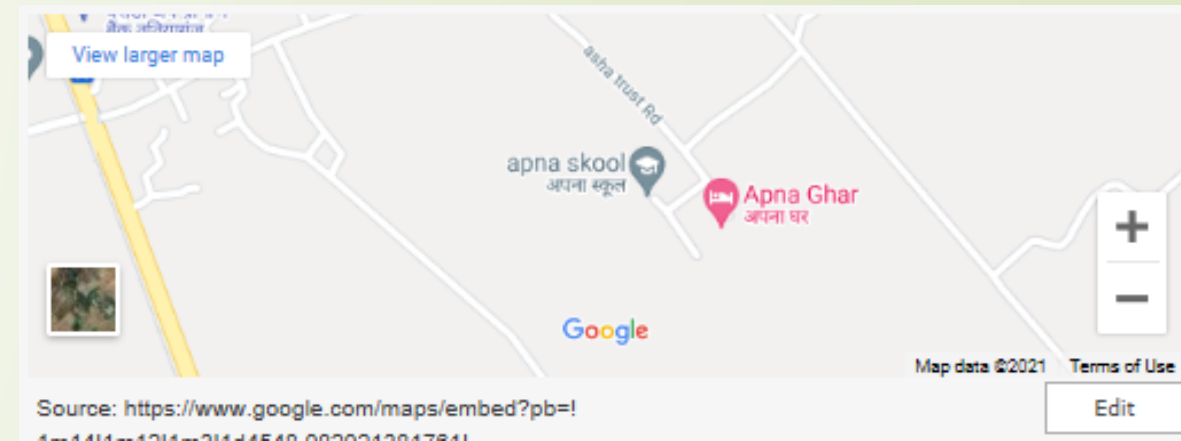 View larger map
asha trust Rd
apna skool
अपना स्कूल
Apna Ghar
अपना घर
+
−
Google
Map data ©2021 Terms of Use
Source: https://www.google.com/maps/embed?pb=!
Edit